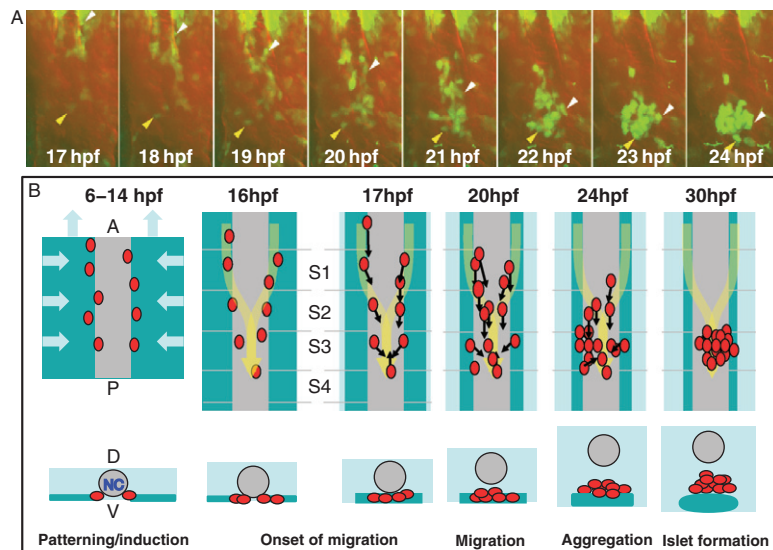 A
17 hpf 18 hpf 19 hpf 20 hpf 21 hpf 22 hpf 23 hpf 24 hpf
B
6–14 hpf 16hpf 17hpf 20hpf 24hpf 30hpf
A
S1
S2
S3
S4
P
D
NC
V
Patterning/induction Onset of migration Migration Aggregation Islet formation